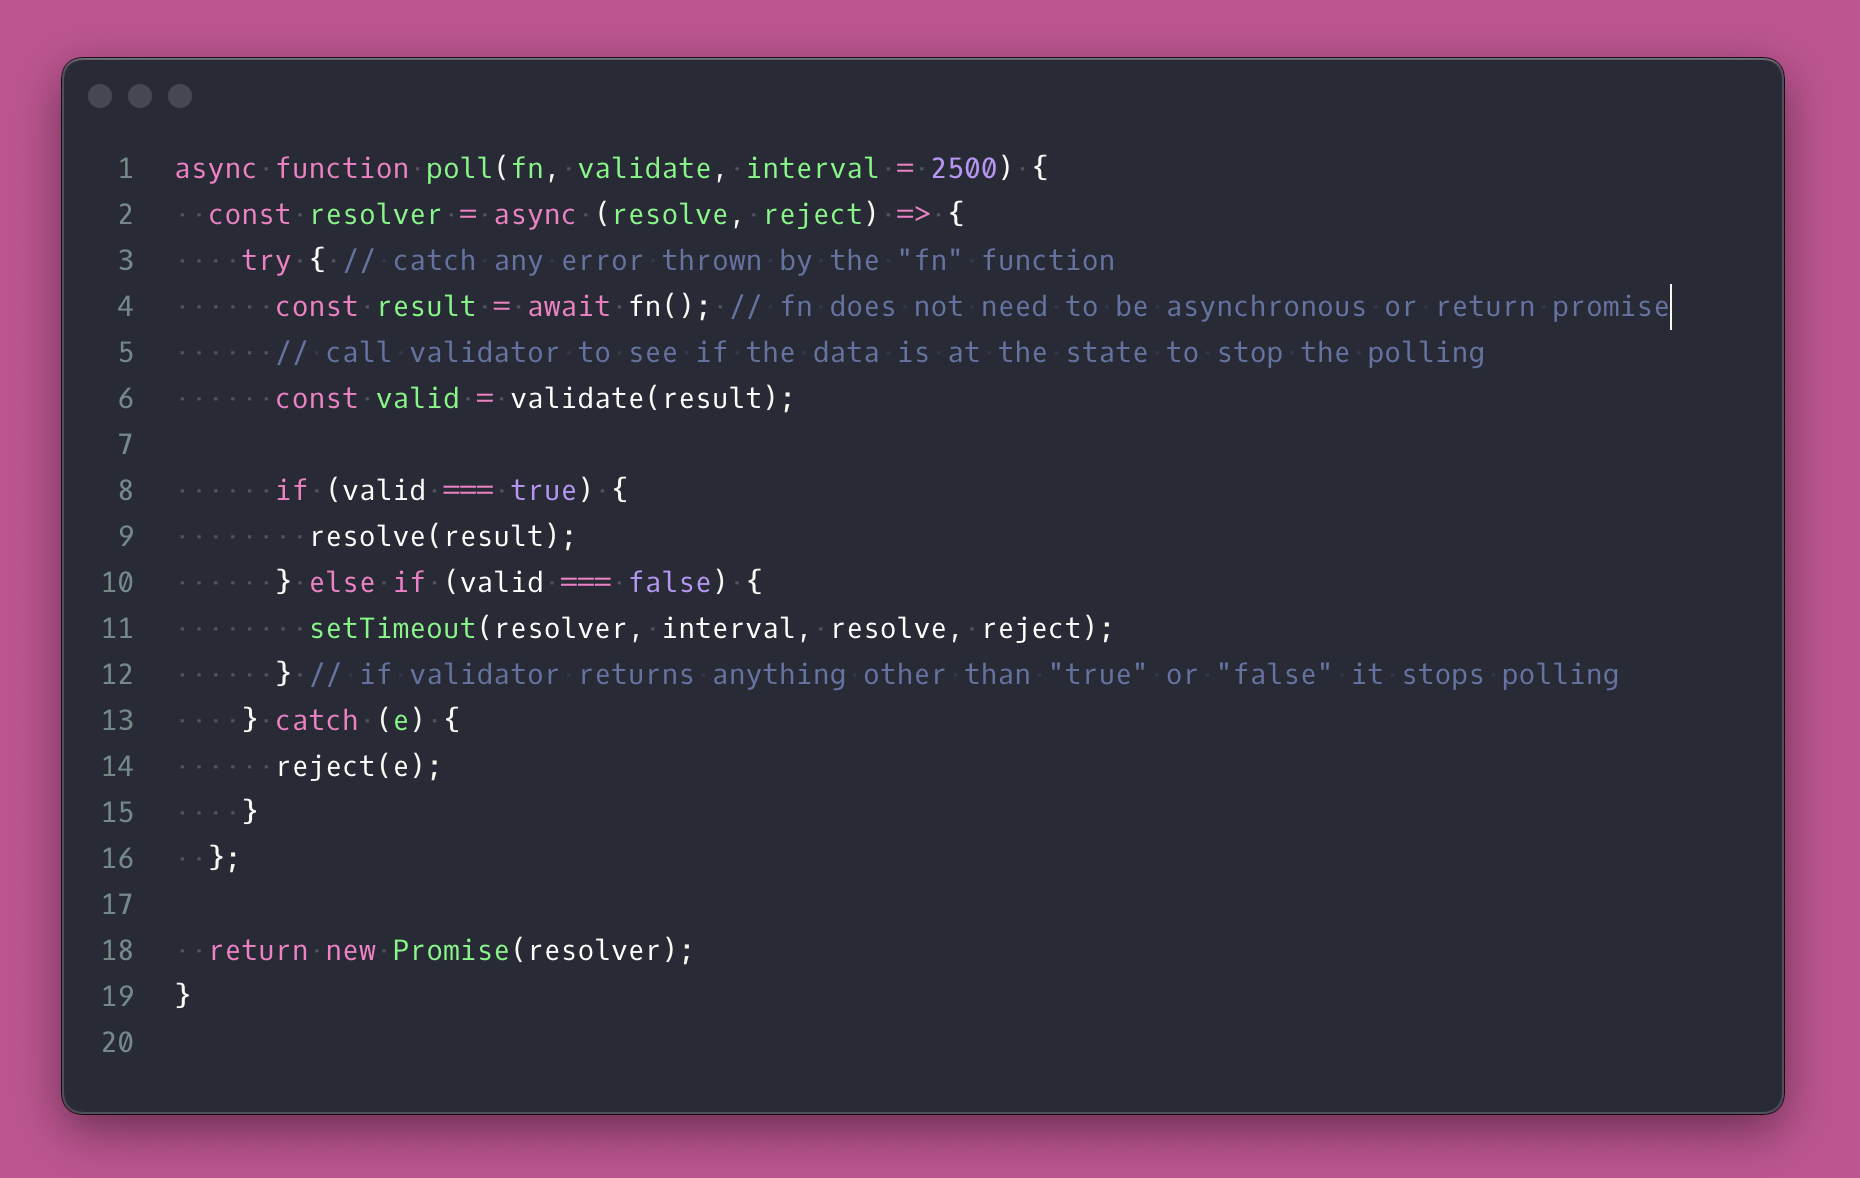 1 async function poll(fn, validate, interval = 2500) {
2   const resolver = async (resolve, reject) => {
3     try { // catch any error thrown by the "fn" function
4       const result = await fn(); // fn does not need to be asynchronous or return promise
5       // call validator to see if the data is at the state to stop the polling
6       const valid = validate(result);
7
8       if (valid === true) {
9         resolve(result);
10       } else if (valid === false) {
11         setTimeout(resolver, interval, resolve, reject);
12       } // if validator returns anything other than "true" or "false" it stops polling
13     } catch (e) {
14       reject(e);
15     }
16   };
17
18   return new Promise(resolver);
19 }
20